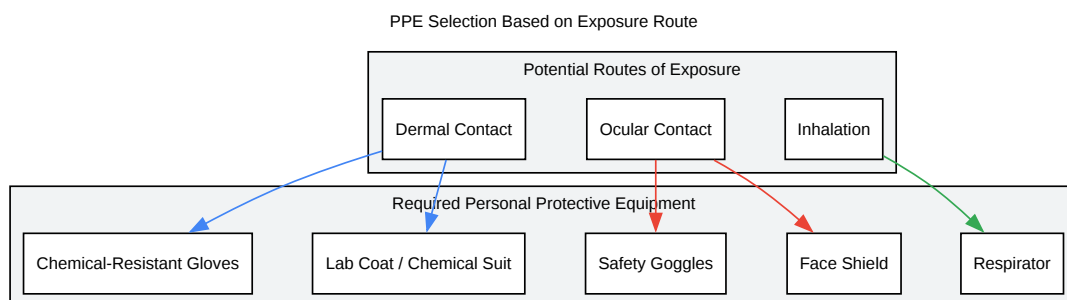 PPE Selection Based on Exposure Route
Potential Routes of Exposure
Dermal Contact
Ocular Contact
Inhalation
Required Personal Protective Equipment
Chemical-Resistant Gloves
Lab Coat / Chemical Suit
Safety Goggles
Face Shield
Respirator